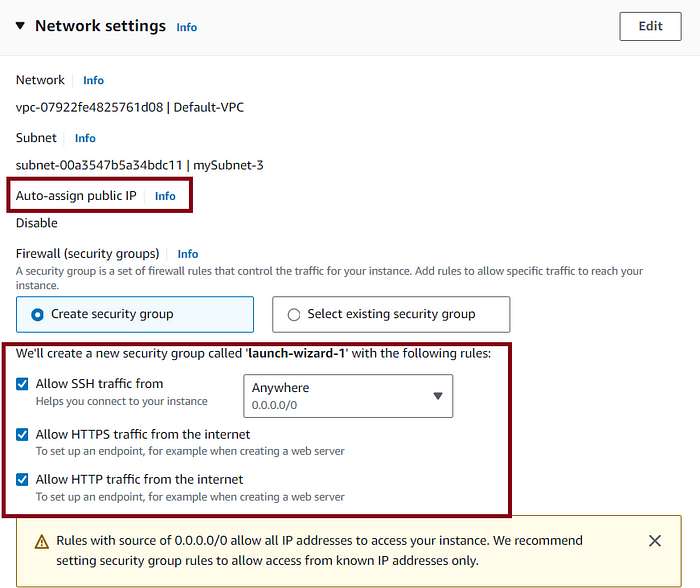 Network settings Info
Edit
Network Info
vpc-07922fe4825761d08 | Default-VPC
Subnet Info
subnet-00a3547b5a34bdc11 | mySubnet-3
Auto-assign public IP Info
Disable
Firewall (security groups) Info
A security group is a set of firewall rules that control the traffic for your instance. Add rules to allow specific traffic to reach your
instance.
Create security group
Select existing security group
We'll create a new security group called 'launch-wizard-1' with the following rules:
Allow SSH traffic from
Helps you connect to your instance
Anywhere
0.0.0.0/0
Allow HTTPS traffic from the internet
To set up an endpoint, for example when creating a web server
Allow HTTP traffic from the internet
To set up an endpoint, for example when creating a web server
Rules with source of 0.0.0.0/0 allow all IP addresses to access your instance. We recommend
setting security group rules to allow access from known IP addresses only.